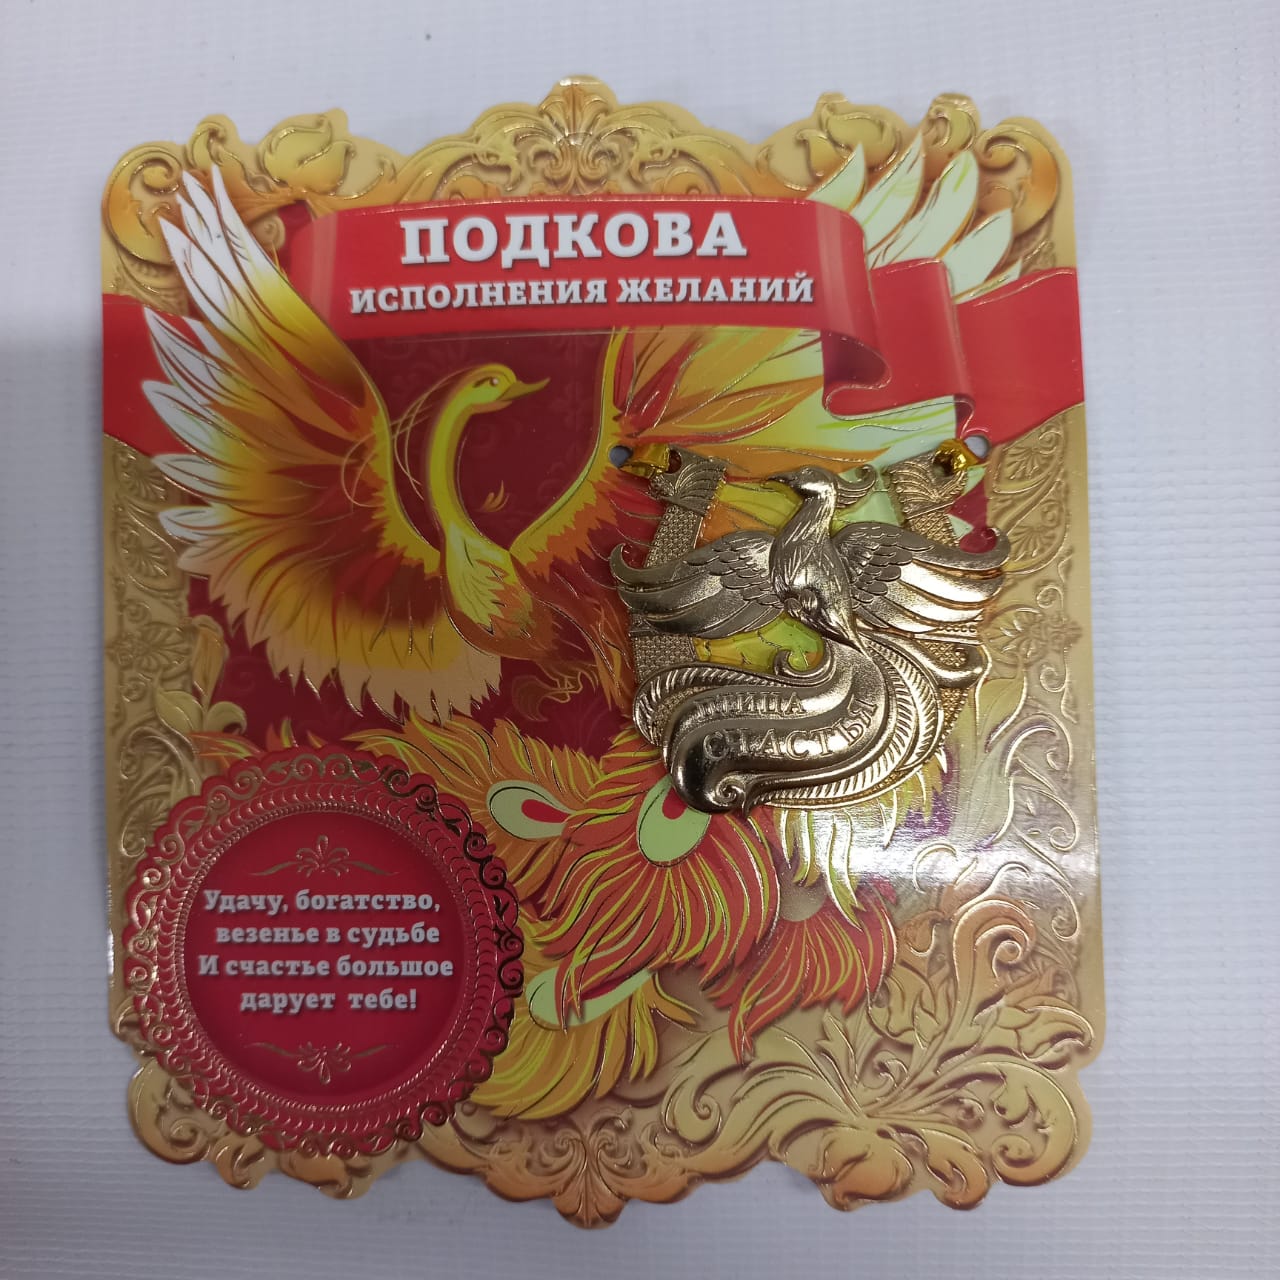 ПОДКОВА
ИСПОЛНЕНИЯ ЖЕЛАНИЙ
ПТИЦА
СЧАСТЬЯ
Удачу, богатство,
везенье в судьбе
И счастье большое
дарует тебе!